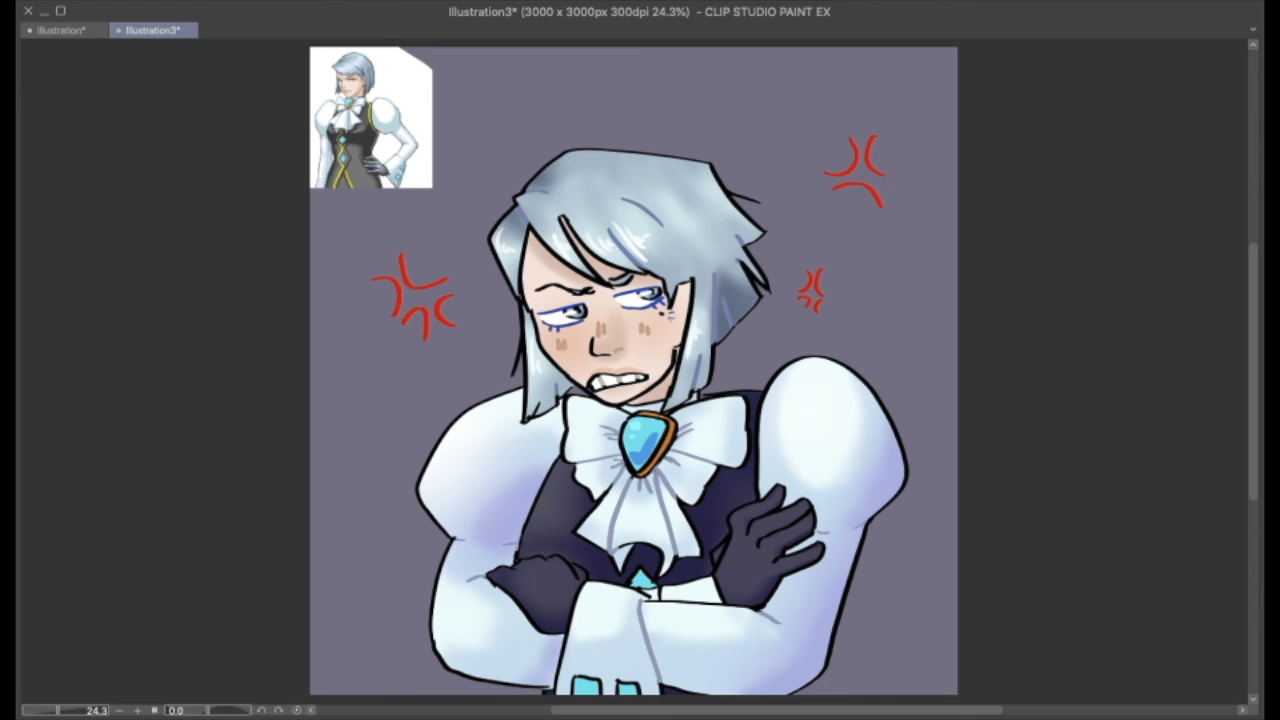 Illustration3* (3000 x 3000px 300dpi 24.3%) - CLIP STUDIO PAINT EX
Illustration*
Illustration3*
24.3
0.0